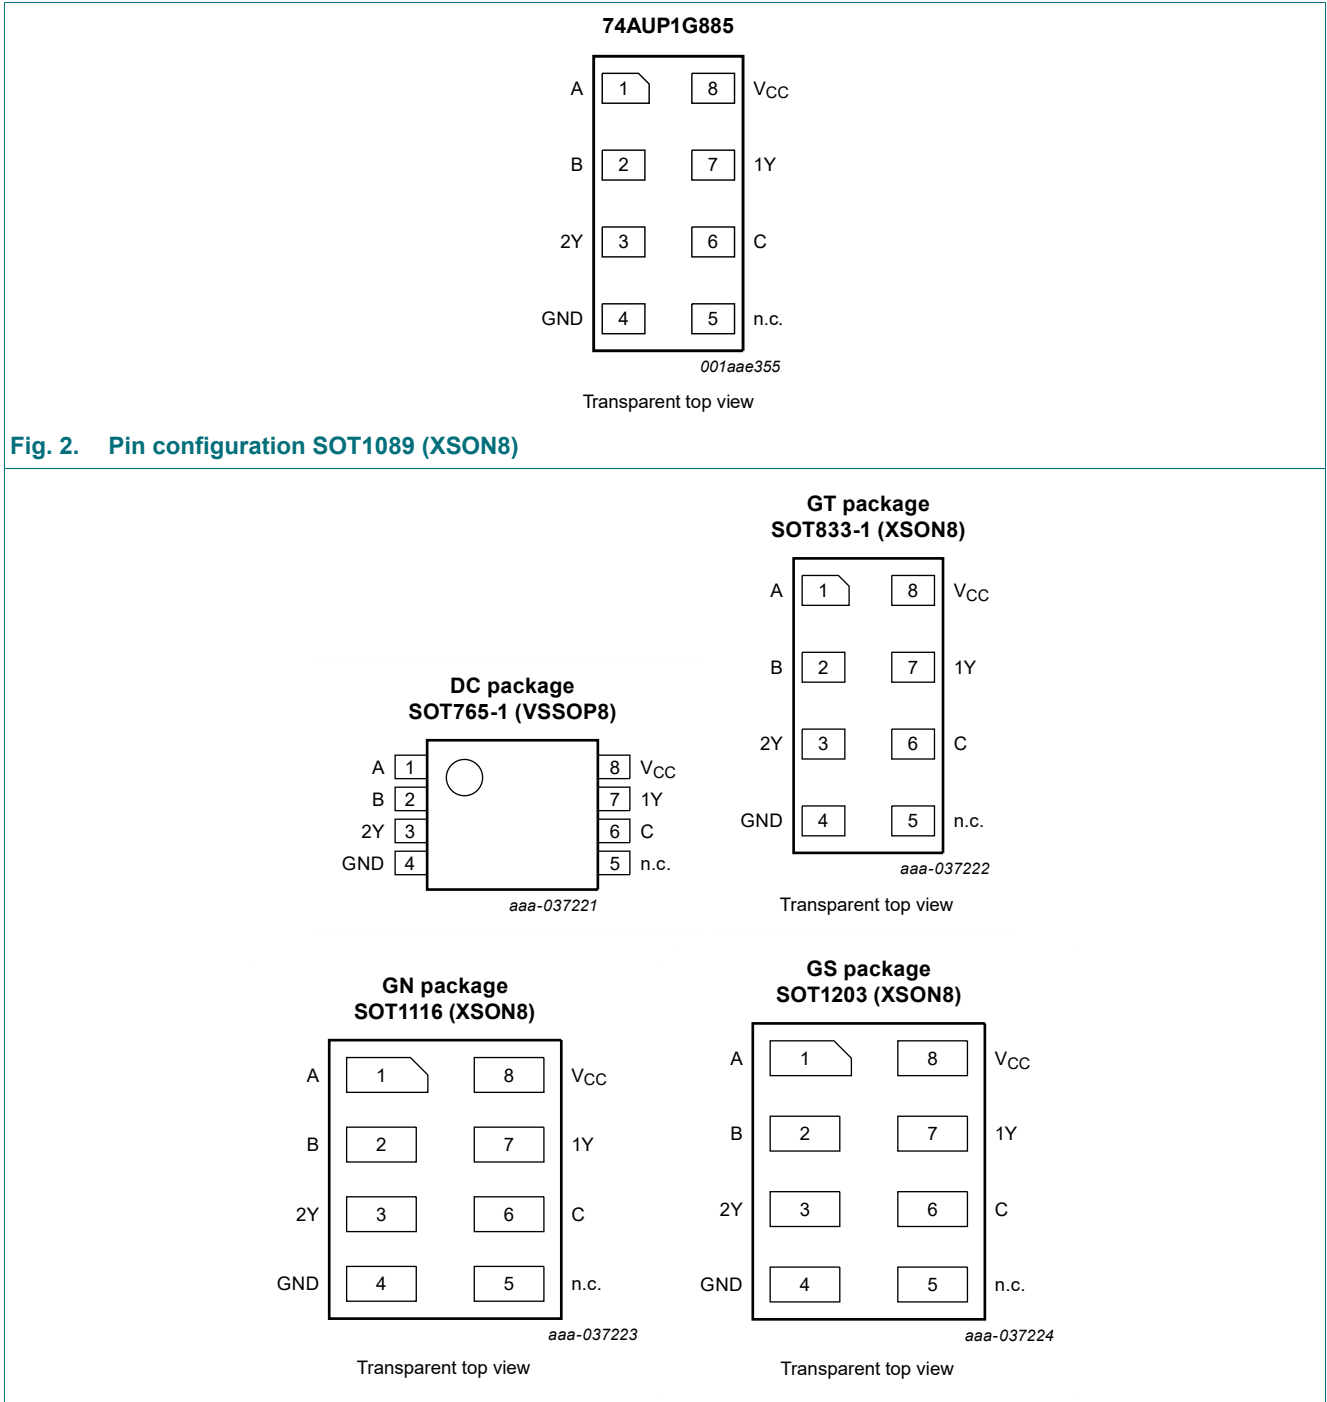 74AUP1G885
A 1 8 VCC
B 2 7 1Y
2Y 3 6 C
GND 4 5 n.c.
001aae355
Transparent top view
Fig. 2. Pin configuration SOT1089 (XSON8)
GT package
SOT833-1 (XSON8)
A 1 8 VCC
B 2 7 1Y
2Y 3 6 C
GND 4 5 n.c.
aaa-037222
Transparent top view
DC package
SOT765-1 (VSSOP8)
A 1 8 VCC
B 2 7 1Y
2Y 3 6 C
GND 4 5 n.c.
aaa-037221
GN package
SOT1116 (XSON8)
A 1 8 VCC
B 2 7 1Y
2Y 3 6 C
GND 4 5 n.c.
aaa-037223
Transparent top view
GS package
SOT1203 (XSON8)
A 1 8 VCC
B 2 7 1Y
2Y 3 6 C
GND 4 5 n.c.
aaa-037224
Transparent top view